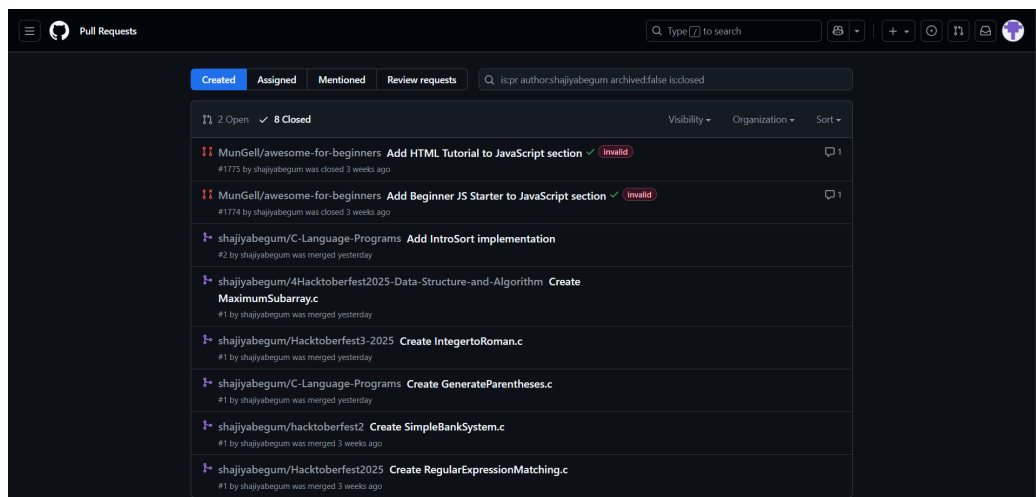 Pull Requests
Type / to search
Created Assigned Mentioned Review requests
is:pr author:shajiyabegum archived:false is:closed
2 Open 8 Closed Visibility Organization Sort
MunGell/awesome-for-beginners Add HTML Tutorial to JavaScript section invalid 1
#1775 by shajiyabegum was closed 3 weeks ago
MunGell/awesome-for-beginners Add Beginner JS Starter to JavaScript section invalid 1
#1774 by shajiyabegum was closed 3 weeks ago
shajiyabegum/C-Language-Programs Add IntroSort implementation
#2 by shajiyabegum was merged yesterday
shajiyabegum/4Hacktoberfest2025-Data-Structure-and-Algorithm Create
MaximumSubarray.c
#1 by shajiyabegum was merged yesterday
shajiyabegum/Hacktoberfest3-2025 Create IntegertoRoman.c
#1 by shajiyabegum was merged yesterday
shajiyabegum/C-Language-Programs Create GenerateParentheses.c
#1 by shajiyabegum was merged yesterday
shajiyabegum/hacktoberfest2 Create SimpleBankSystem.c
#1 by shajiyabegum was merged 3 weeks ago
shajiyabegum/Hacktoberfest2025 Create RegularExpressionMatching.c
#1 by shajiyabegum was merged 3 weeks ago